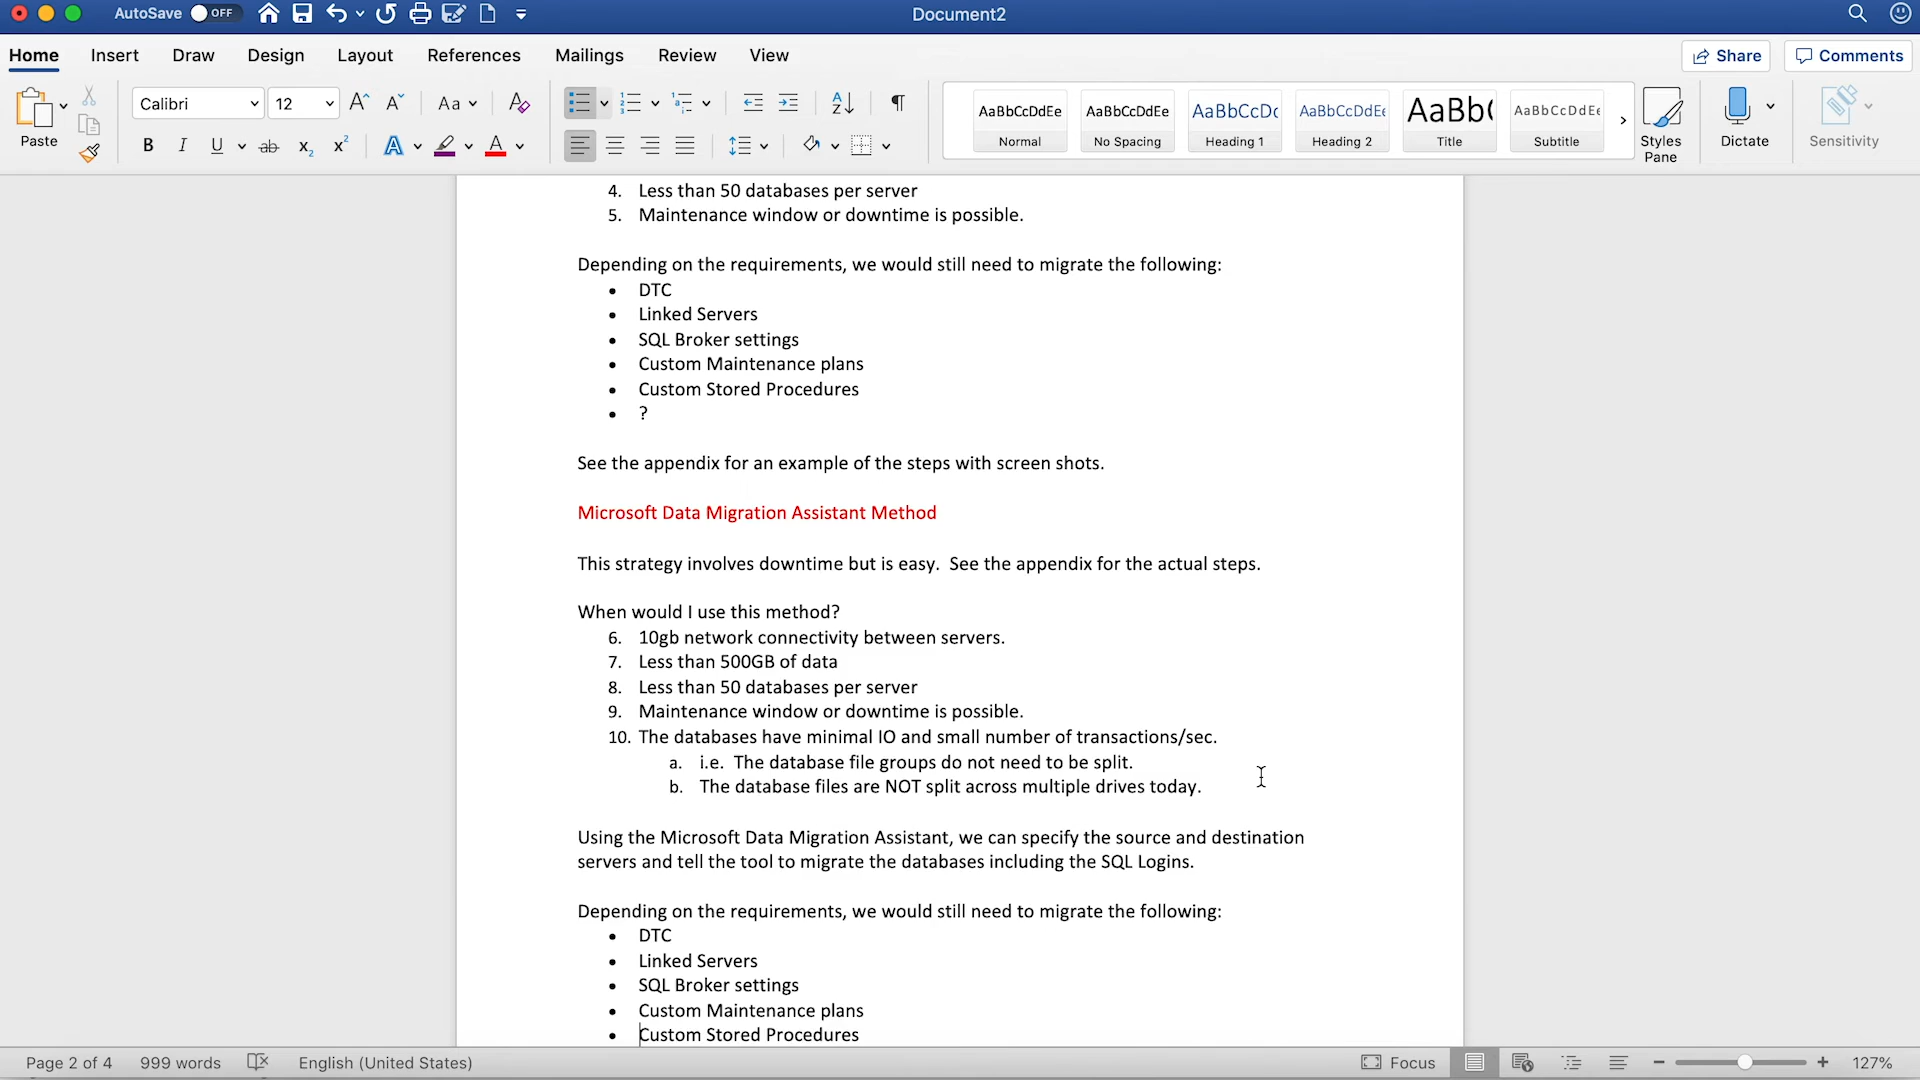 AutoSave OFF Document2
Home Insert Draw Design Layout References Mailings Review View Share Comments
Calibri 12 Aa
AaBbCcDdEe AaBbCcDdEe AaBbCcDc AaBbCcDdEe AaBb( AaBbCcDdEe
Paste Normal No Spacing Heading 1 Heading 2 Title Subtitle Styles Pane Dictate Sensitivity
4. Less than 50 databases per server
5. Maintenance window or downtime is possible.
Depending on the requirements, we would still need to migrate the following:
• DTC
• Linked Servers
• SQL Broker settings
• Custom Maintenance plans
• Custom Stored Procedures
• ?
See the appendix for an example of the steps with screen shots.
Microsoft Data Migration Assistant Method
This strategy involves downtime but is easy.  See the appendix for the actual steps.
When would I use this method?
6. 10gb network connectivity between servers.
7. Less than 500GB of data
8. Less than 50 databases per server
9. Maintenance window or downtime is possible.
10. The databases have minimal IO and small number of transactions/sec.
a. i.e.  The database file groups do not need to be split.
b. The database files are NOT split across multiple drives today.
Using the Microsoft Data Migration Assistant, we can specify the source and destination
servers and tell the tool to migrate the databases including the SQL Logins.
Depending on the requirements, we would still need to migrate the following:
• DTC
• Linked Servers
• SQL Broker settings
• Custom Maintenance plans
• Custom Stored Procedures
Page 2 of 4 999 words English (United States) Focus 127%